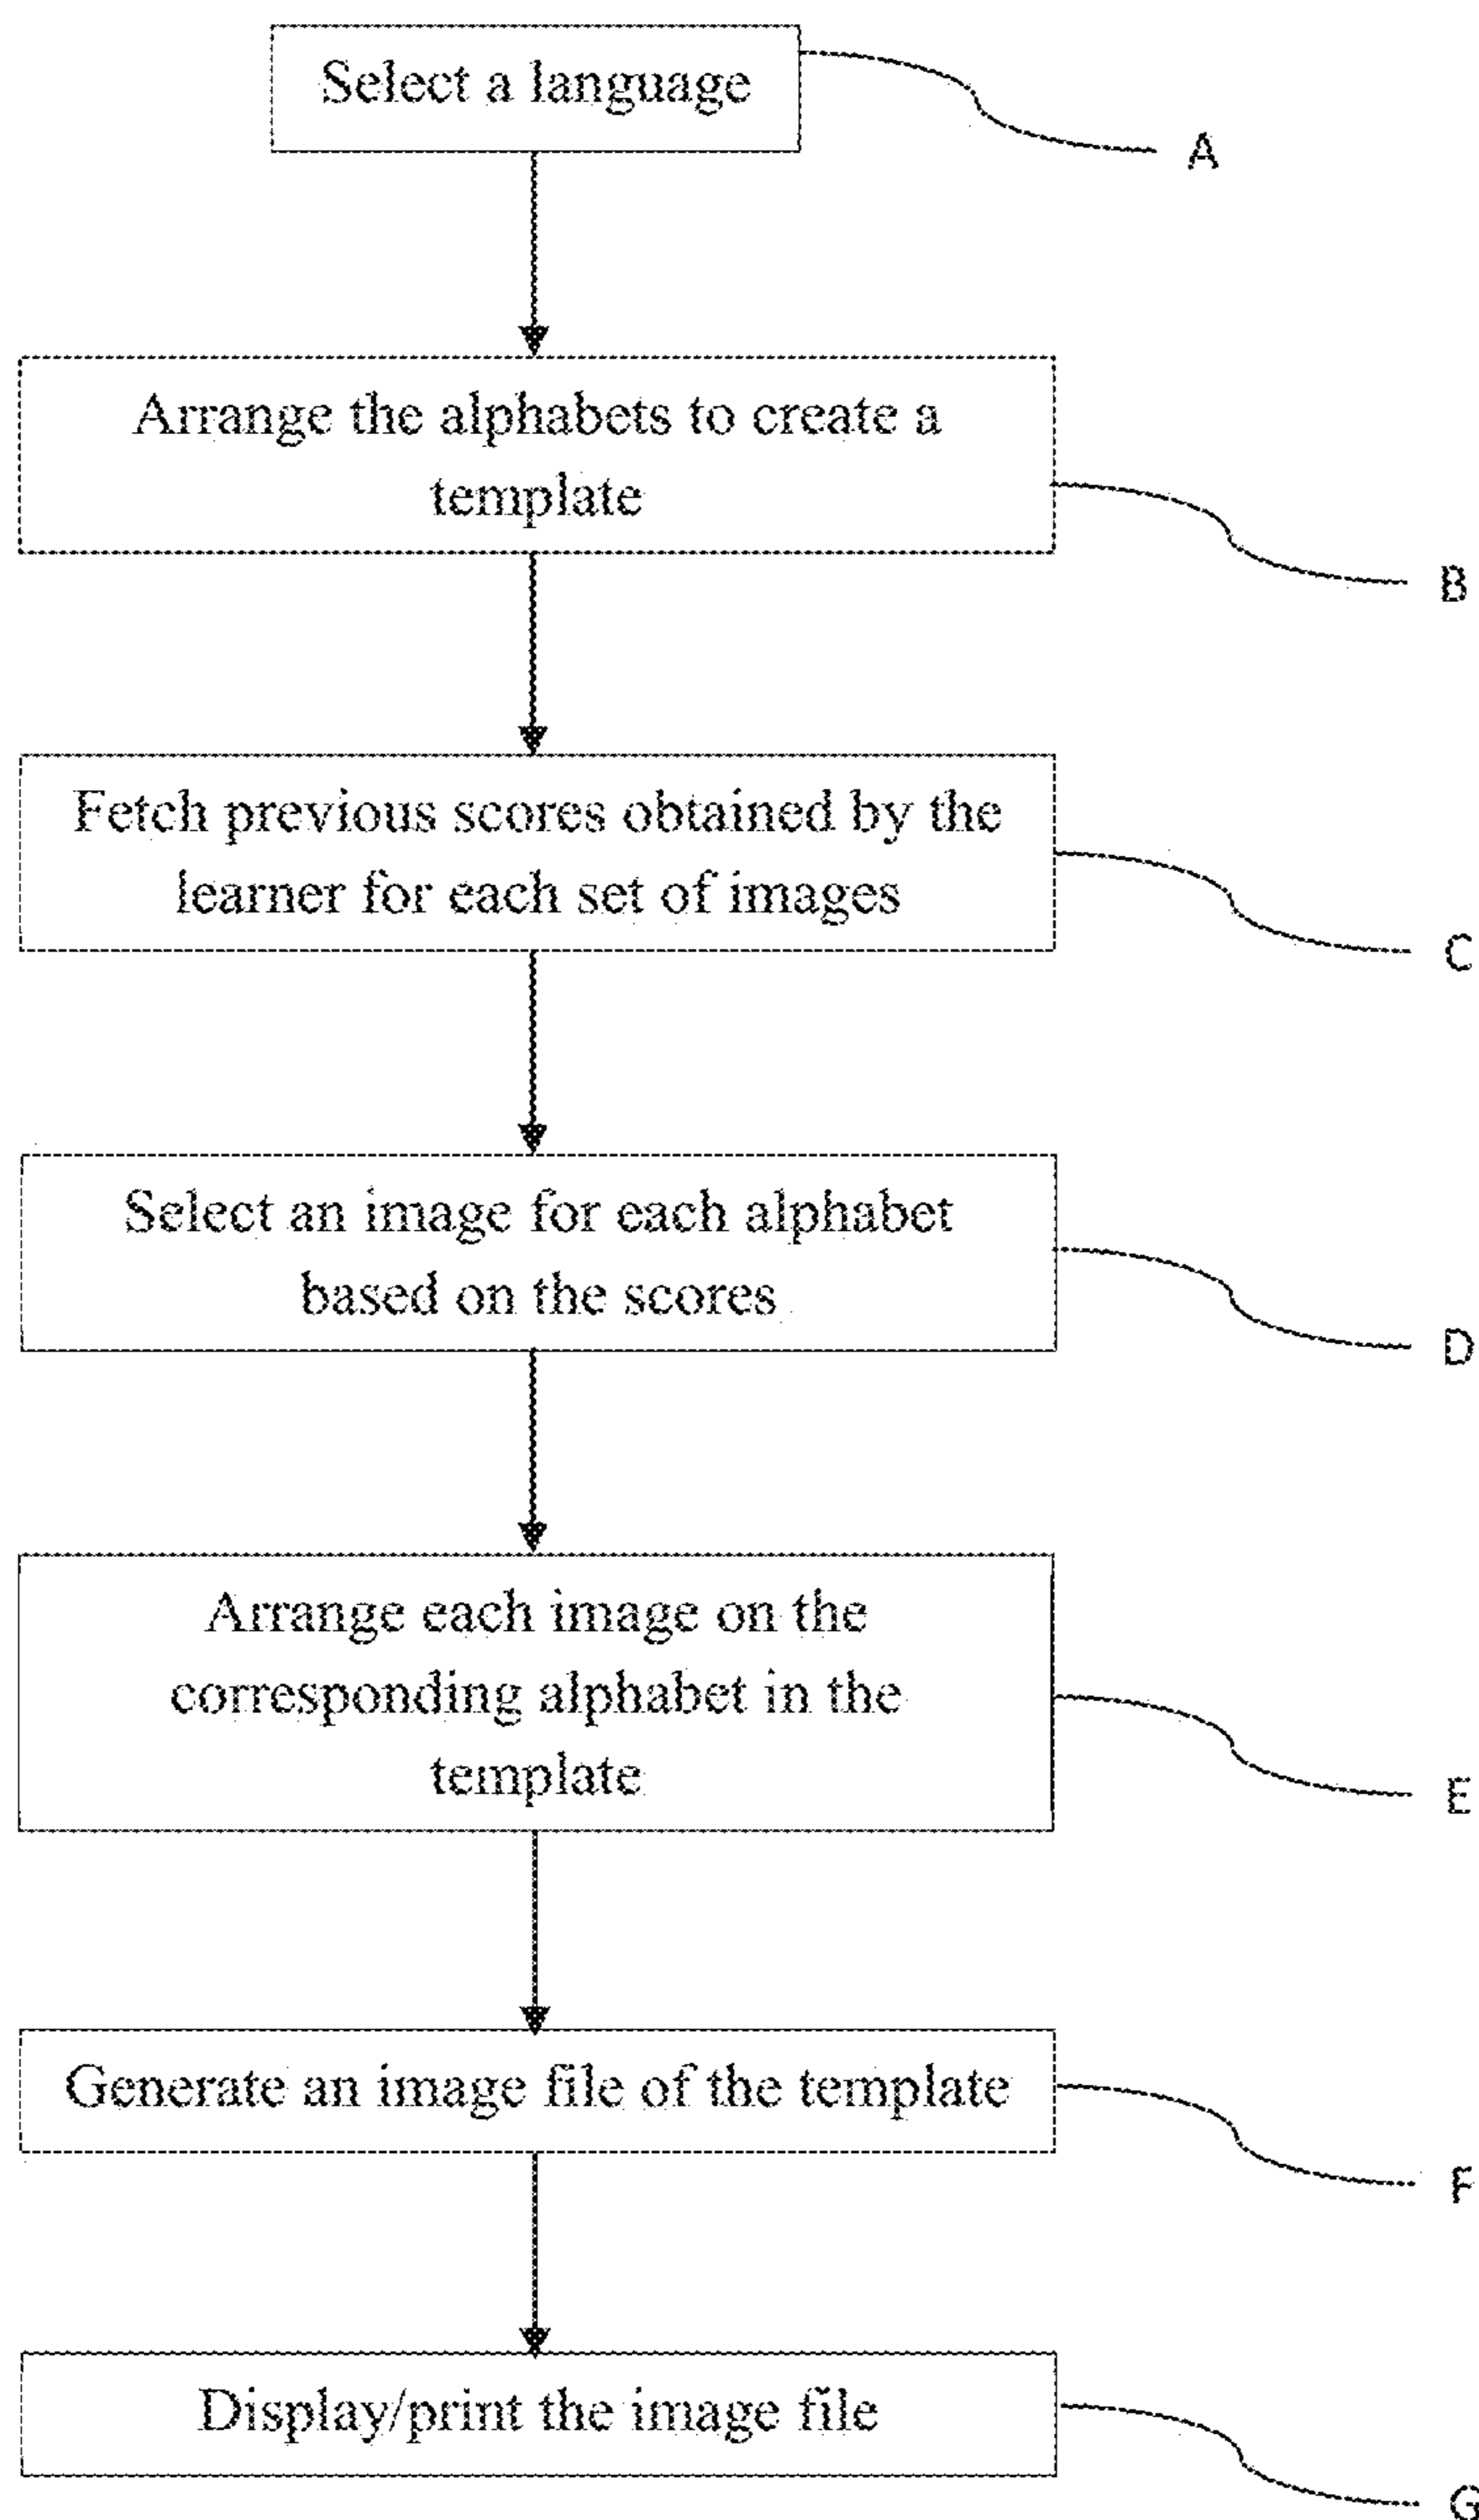 Select a language
A
Arrange the alphabets to create a
template
B
Fetch previous scores obtained by the
learner for each set of images
C
Select an image for each alphabet
based on the scores
D
Arrange each image on the
corresponding alphabet in the
template
E
Generate an image file of the template
F
Display/print the image file
G